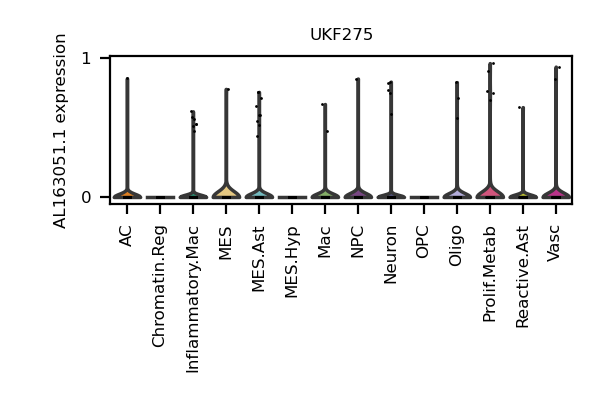 UKF275
AL163051.1 expression
1
0
AC
Chromatin.Reg
Inflammatory.Mac
MES
MES.Ast
MES.Hyp
Mac
NPC
Neuron
OPC
Oligo
Prolif.Metab
Reactive.Ast
Vasc